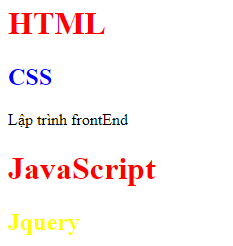 HTML
CSS
Lập trình frontEnd
JavaScript
Jquery